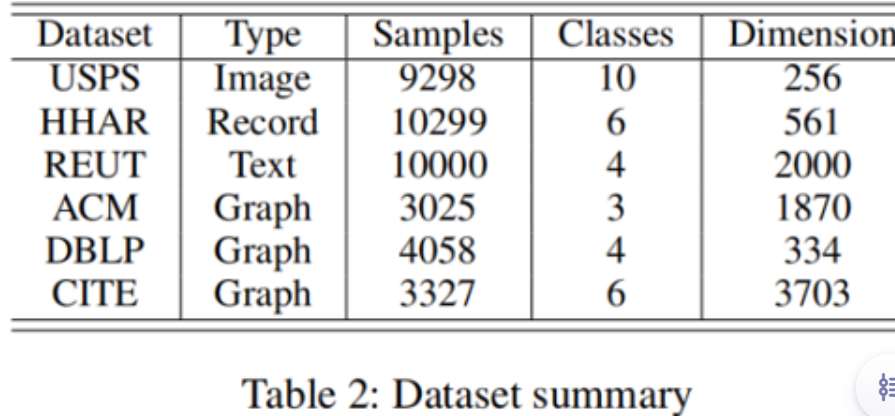 Dataset Type Samples Classes Dimension
USPS Image 9298 10 256
HHAR Record 10299 6 561
REUT Text 10000 4 2000
ACM Graph 3025 3 1870
DBLP Graph 4058 4 334
CITE Graph 3327 6 3703
Table 2: Dataset summary